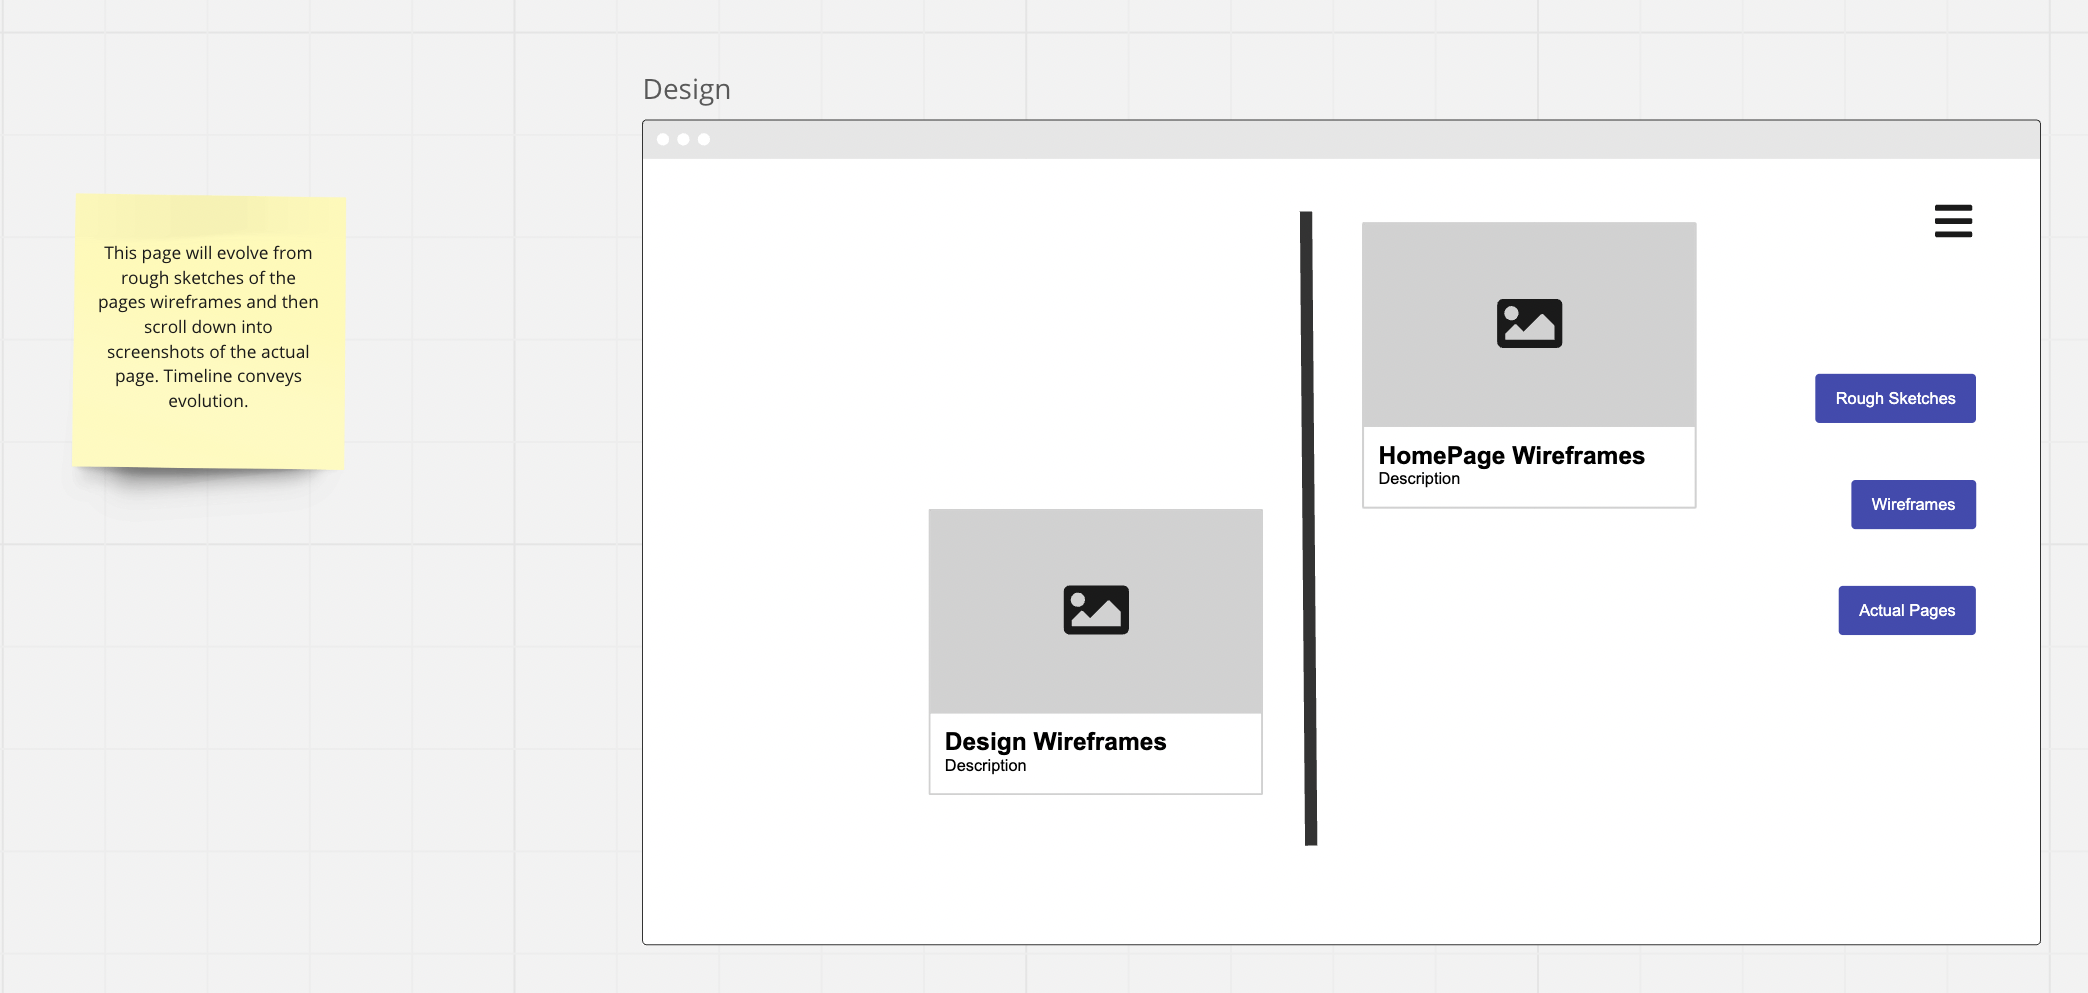 Design
This page will evolve from
rough sketches of the
pages wireframes and then
scroll down into
screenshots of the actual
page. Timeline conveys
evolution.
HomePage Wireframes
Description
Design Wireframes
Description
Rough Sketches
Wireframes
Actual Pages